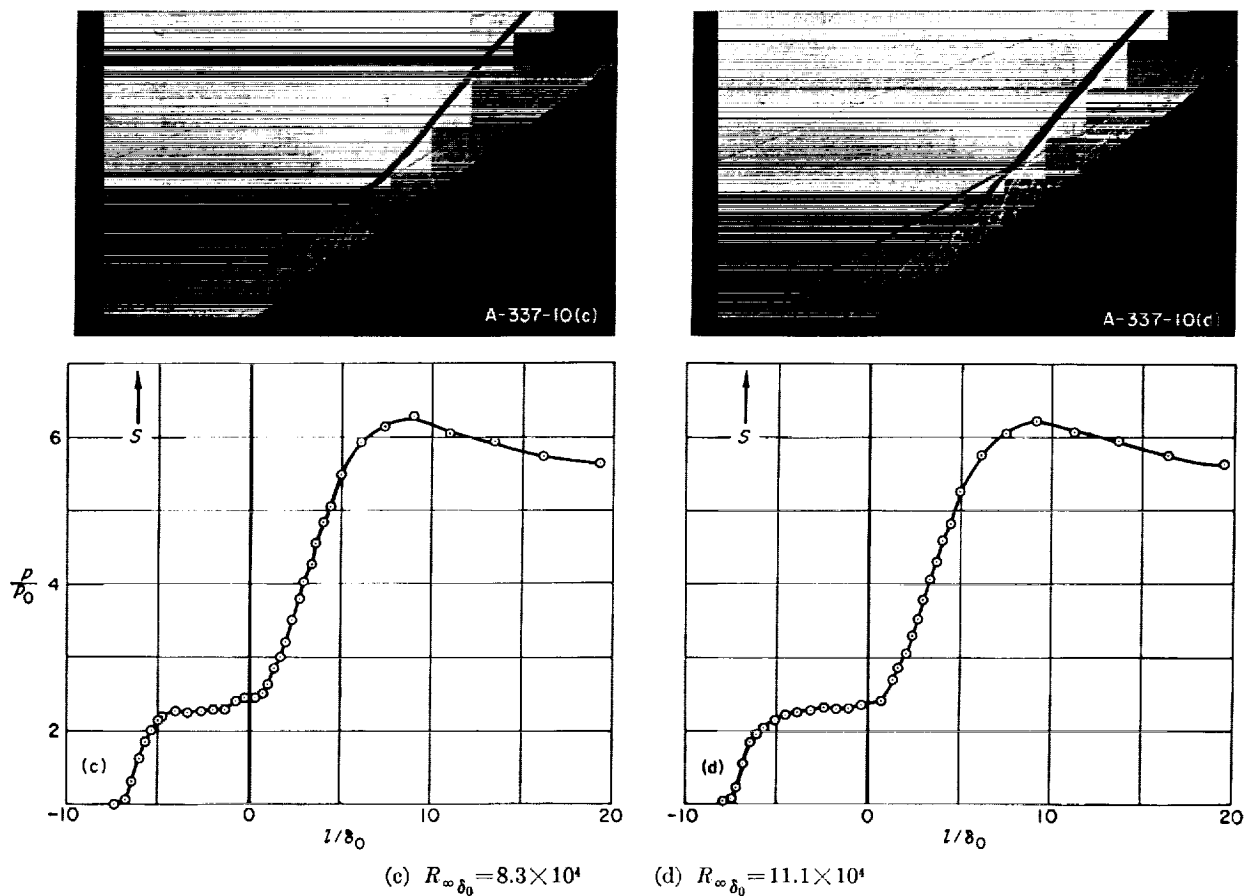 A-337-10(c)
A-337-10(d)
S
6
4
2
p/p₀
(c)
-10 0 10 20
l/δ₀
S
(d)
-10 0 10 20
l/δ₀
(c) R∞δ₀=8.3×10⁴ (d) R∞δ₀=11.1×10⁴